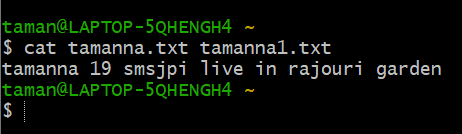 taman@LAPTOP-5QHENGH4 ~
$ cat tamanna.txt tamanna1.txt
tamanna 19 smsjpi live in rajouri garden
taman@LAPTOP-5QHENGH4 ~
$